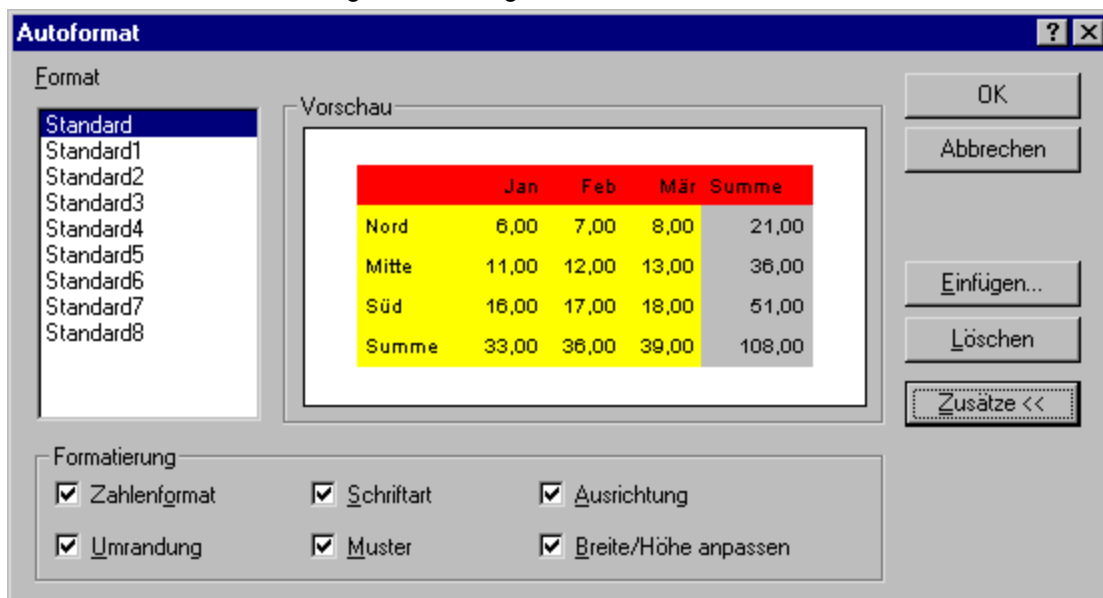 Autoformat
Format
Standard
Standard1
Standard2
Standard3
Standard4
Standard5
Standard6
Standard7
Standard8
Vorschau
Jan Feb Mär Summe
Nord 6,00 7,00 8,00 21,00
Mitte 11,00 12,00 13,00 36,00
Süd 16,00 17,00 18,00 51,00
Summe 33,00 36,00 39,00 108,00
OK
Abbrechen
Einfügen...
Löschen
Zusätze <<
Formatierung
Zahlenformat Schriftart Ausrichtung
Umrandung Muster Breite/Höhe anpassen